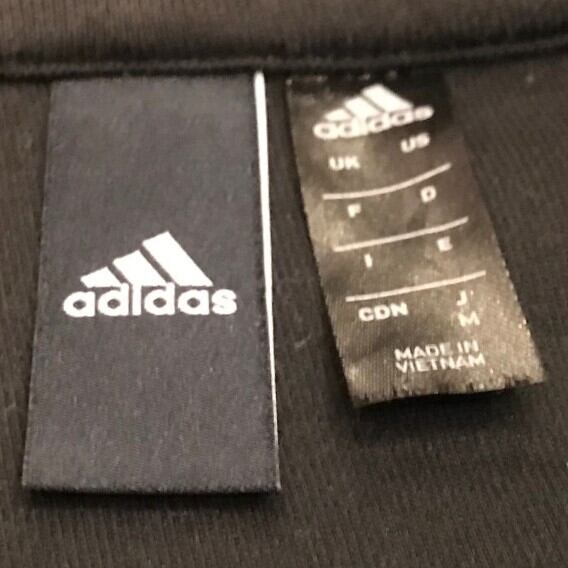 adidas
adidas
UK US
F D
I E
CDN J
M
MADE IN
VIETNAM